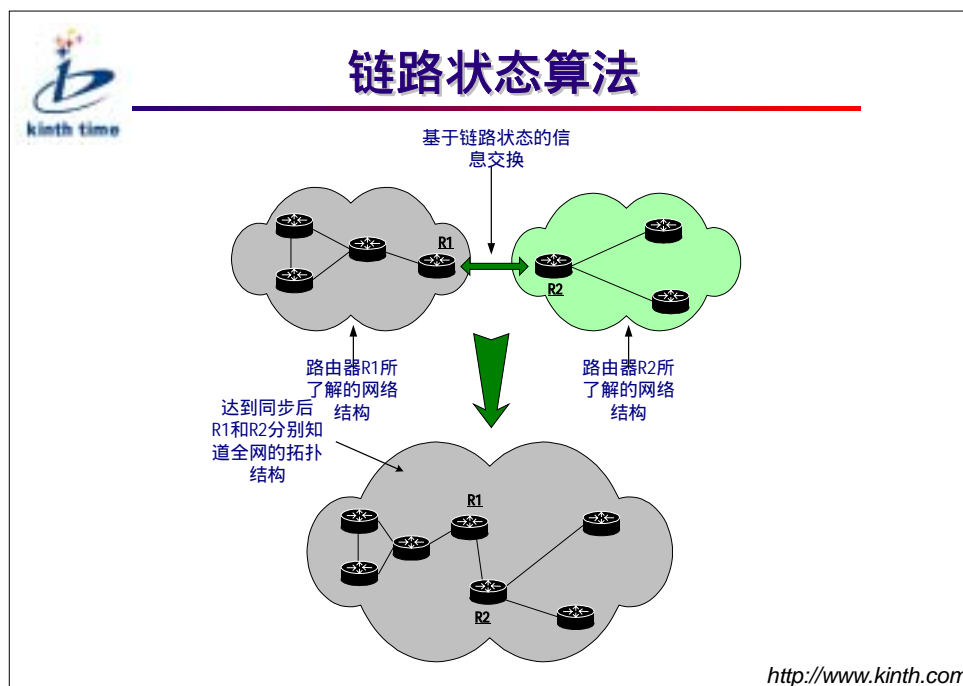 kinth time
链路状态算法
基于链路状态的信
息交换
R1
R2
路由器R1所
了解的网络
结构
路由器R2所
了解的网络
结构
达到同步后
R1和R2分别知
道全网的拓扑
结构
R1
R2
http://www.kinth.com